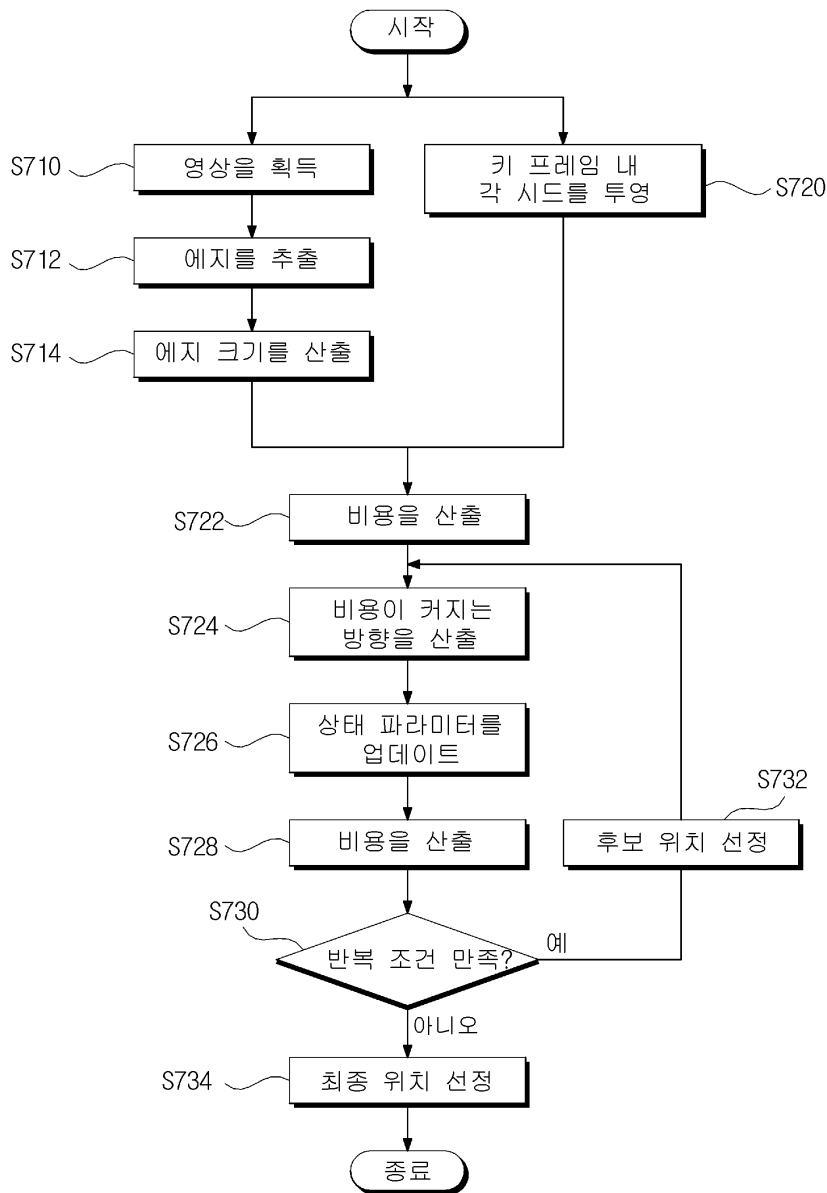 시작
S710
영상을 획득
키 프레임 내
각 시드를 투영
S720
S712
에지를 추출
S714
에지 크기를 산출
S722
비용을 산출
S724
비용이 커지는
방향을 산출
S726
상태 파라미터를
업데이트
S732
S728
비용을 산출
후보 위치 선정
S730
반복 조건 만족?
예
아니오
S734
최종 위치 선정
종료